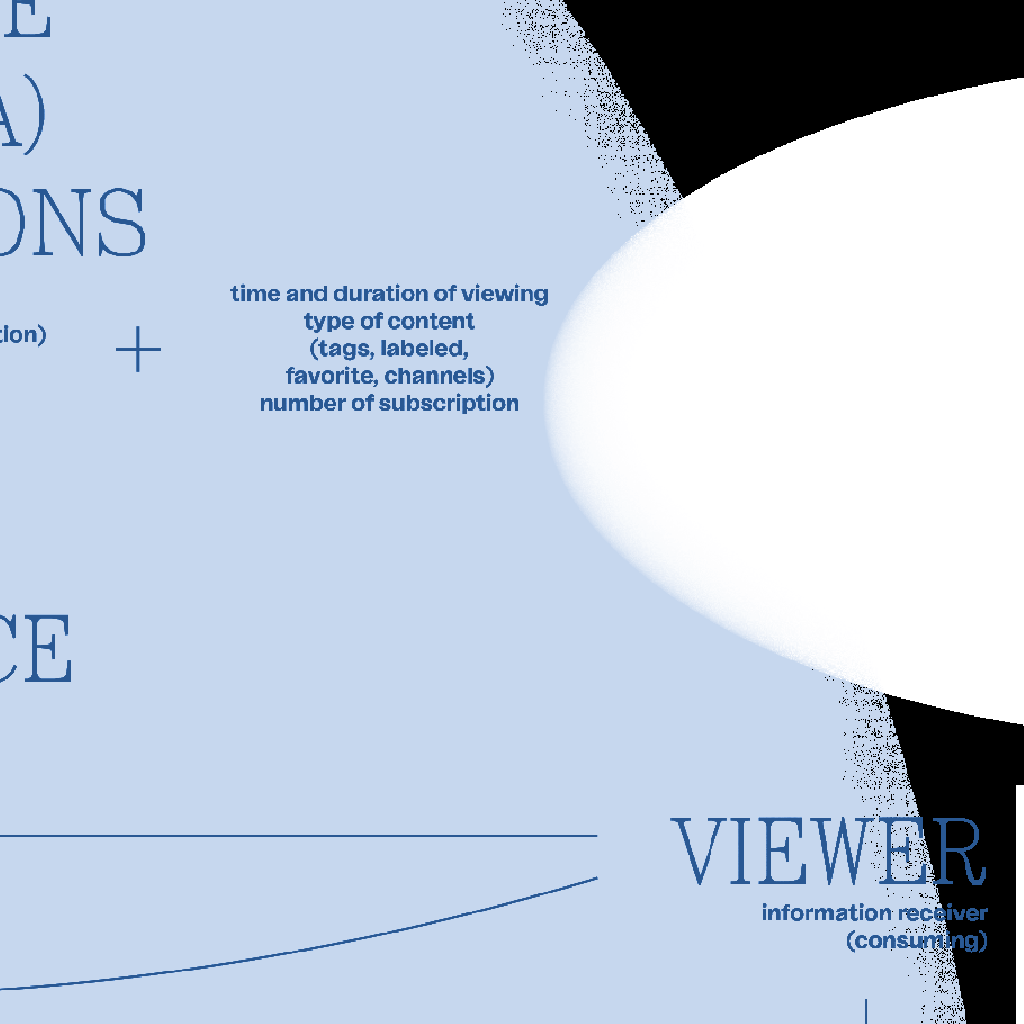 E
A)
ONS
time and duration of viewing
type of content
tion)
+
(tags, labeled,
favorite, channels)
number of subscription
CE
VIEWER
information receiver
(consuming)